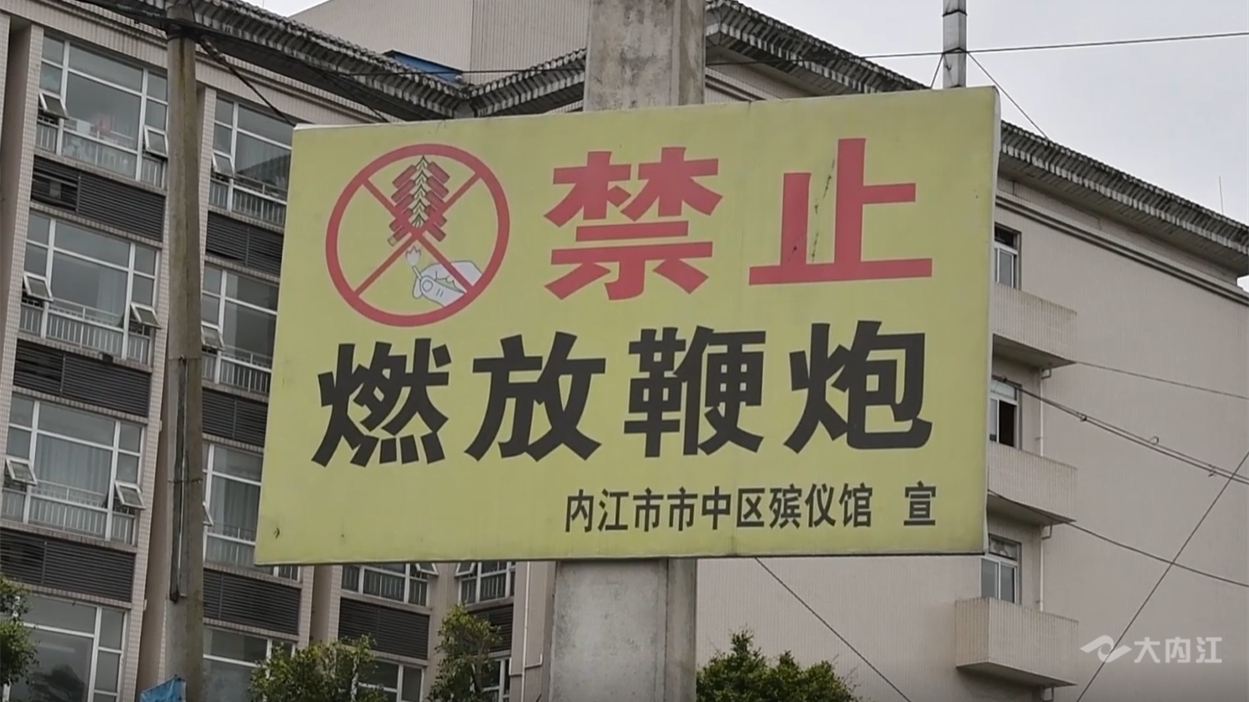 禁止
燃放鞭炮
内江市市中区殡仪馆 宣
大内江